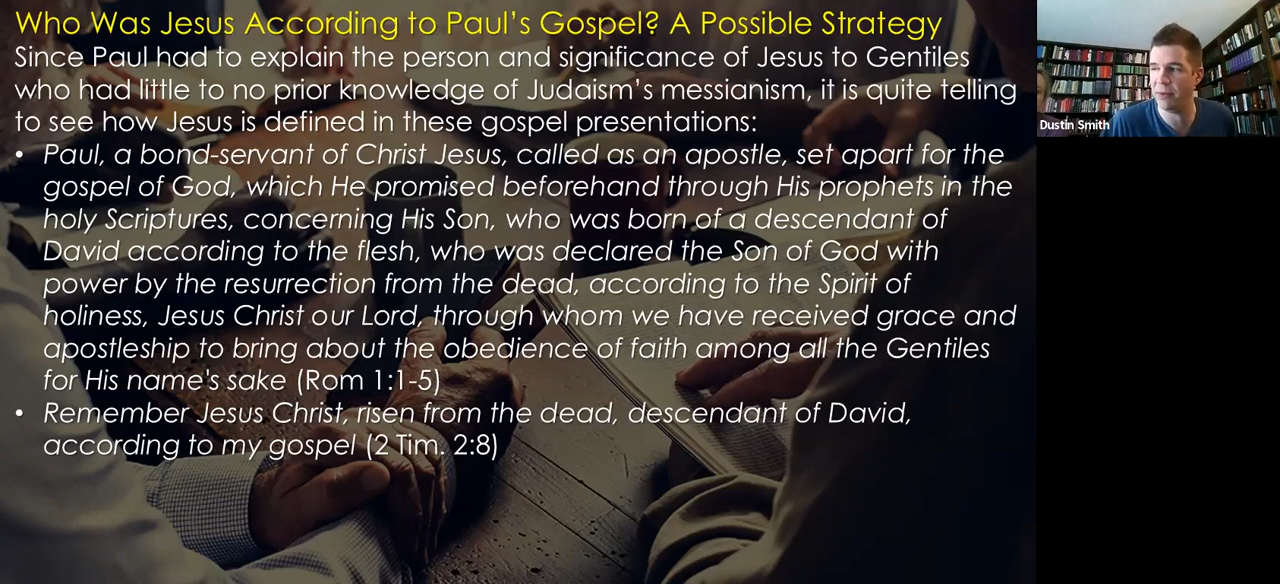 Who Was Jesus According to Paul’s Gospel? A Possible Strategy
Since Paul had to explain the person and significance of Jesus to Gentiles
who had little to no prior knowledge of Judaism’s messianism, it is quite telling
to see how Jesus is defined in these gospel presentations:
• Paul, a bond-servant of Christ Jesus, called as an apostle, set apart for the
gospel of God, which He promised beforehand through His prophets in the
holy Scriptures, concerning His Son, who was born of a descendant of
David according to the flesh, who was declared the Son of God with
power by the resurrection from the dead, according to the Spirit of
holiness, Jesus Christ our Lord, through whom we have received grace and
apostleship to bring about the obedience of faith among all the Gentiles
for His name's sake (Rom 1:1-5)
• Remember Jesus Christ, risen from the dead, descendant of David,
according to my gospel (2 Tim. 2:8)
Dustin Smith